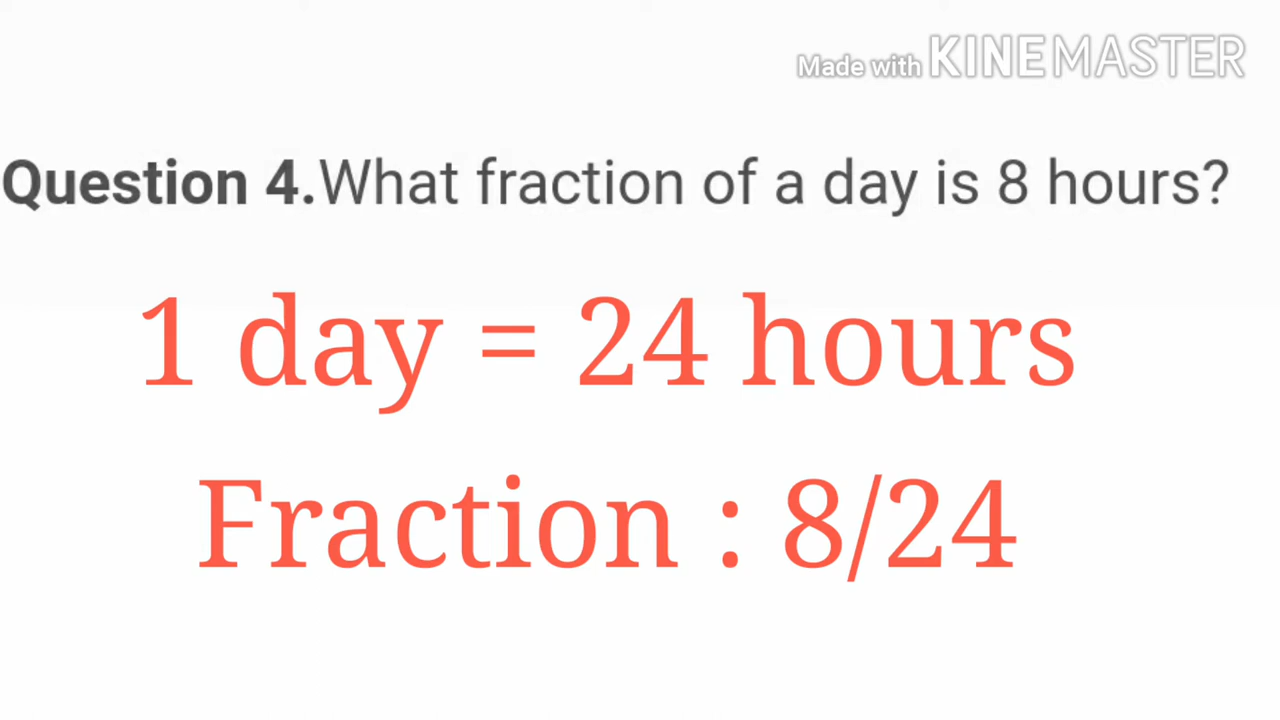 Made with KINEMASTER
Question 4.What fraction of a day is 8 hours?
1 day = 24 hours
Fraction : 8/24